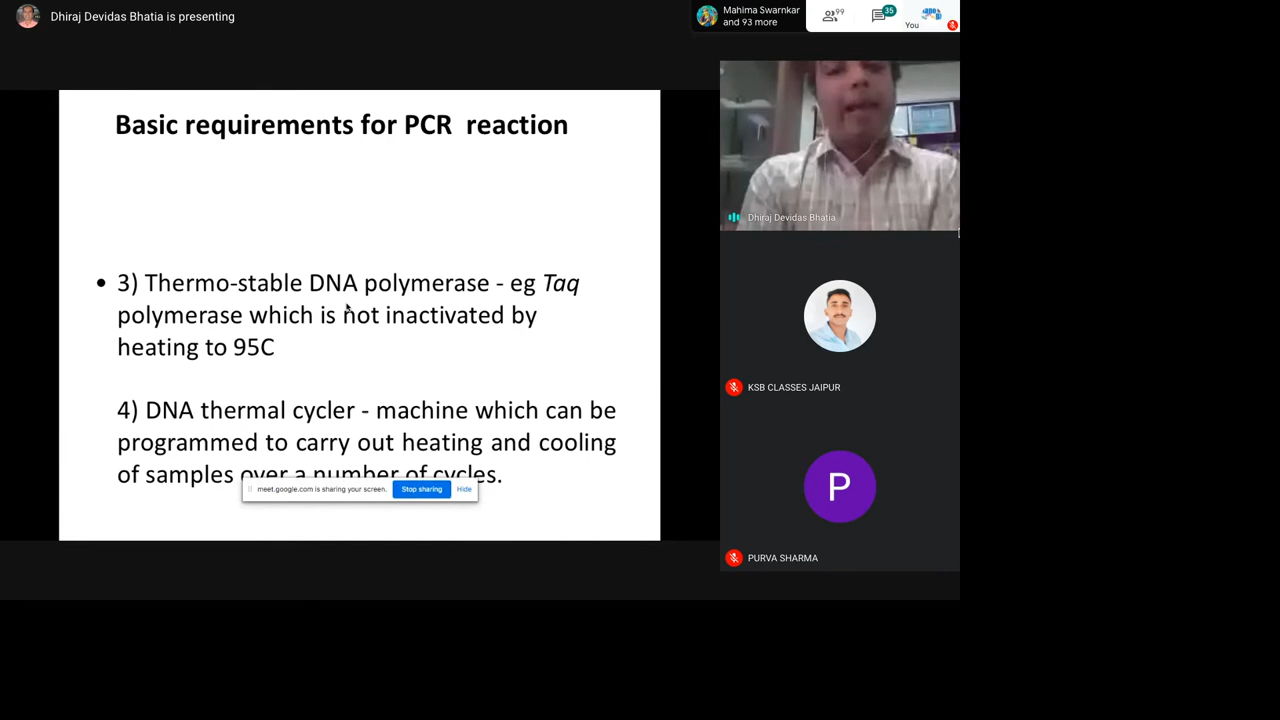 Dhiraj Devidas Bhatia is presenting
Mahima Swarnkar
and 93 more
99
35
You
Basic requirements for PCR reaction
• 3) Thermo-stable DNA polymerase - eg Taq
polymerase which is not inactivated by
heating to 95C
4) DNA thermal cycler - machine which can be
programmed to carry out heating and cooling
of samples over a number of cycles.
meet.google.com is sharing your screen.
Stop sharing
Hide
Dhiraj Devidas Bhatia
KSB CLASSES JAIPUR
P
PURVA SHARMA